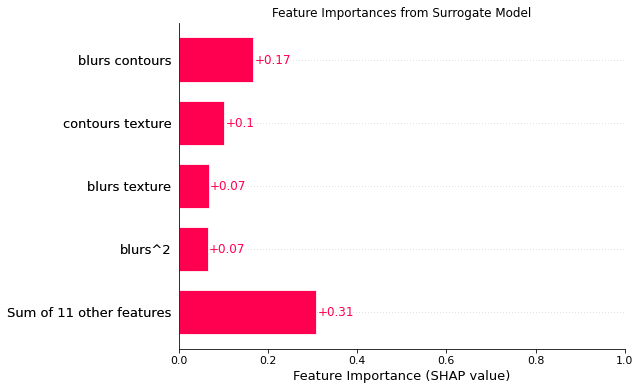 Feature Importances from Surrogate Model
blurs contours +0.17
contours texture +0.1
blurs texture +0.07
blurs^2 +0.07
Sum of 11 other features +0.31
0.0 0.2 0.4 0.6 0.8 1.0
Feature Importance (SHAP value)